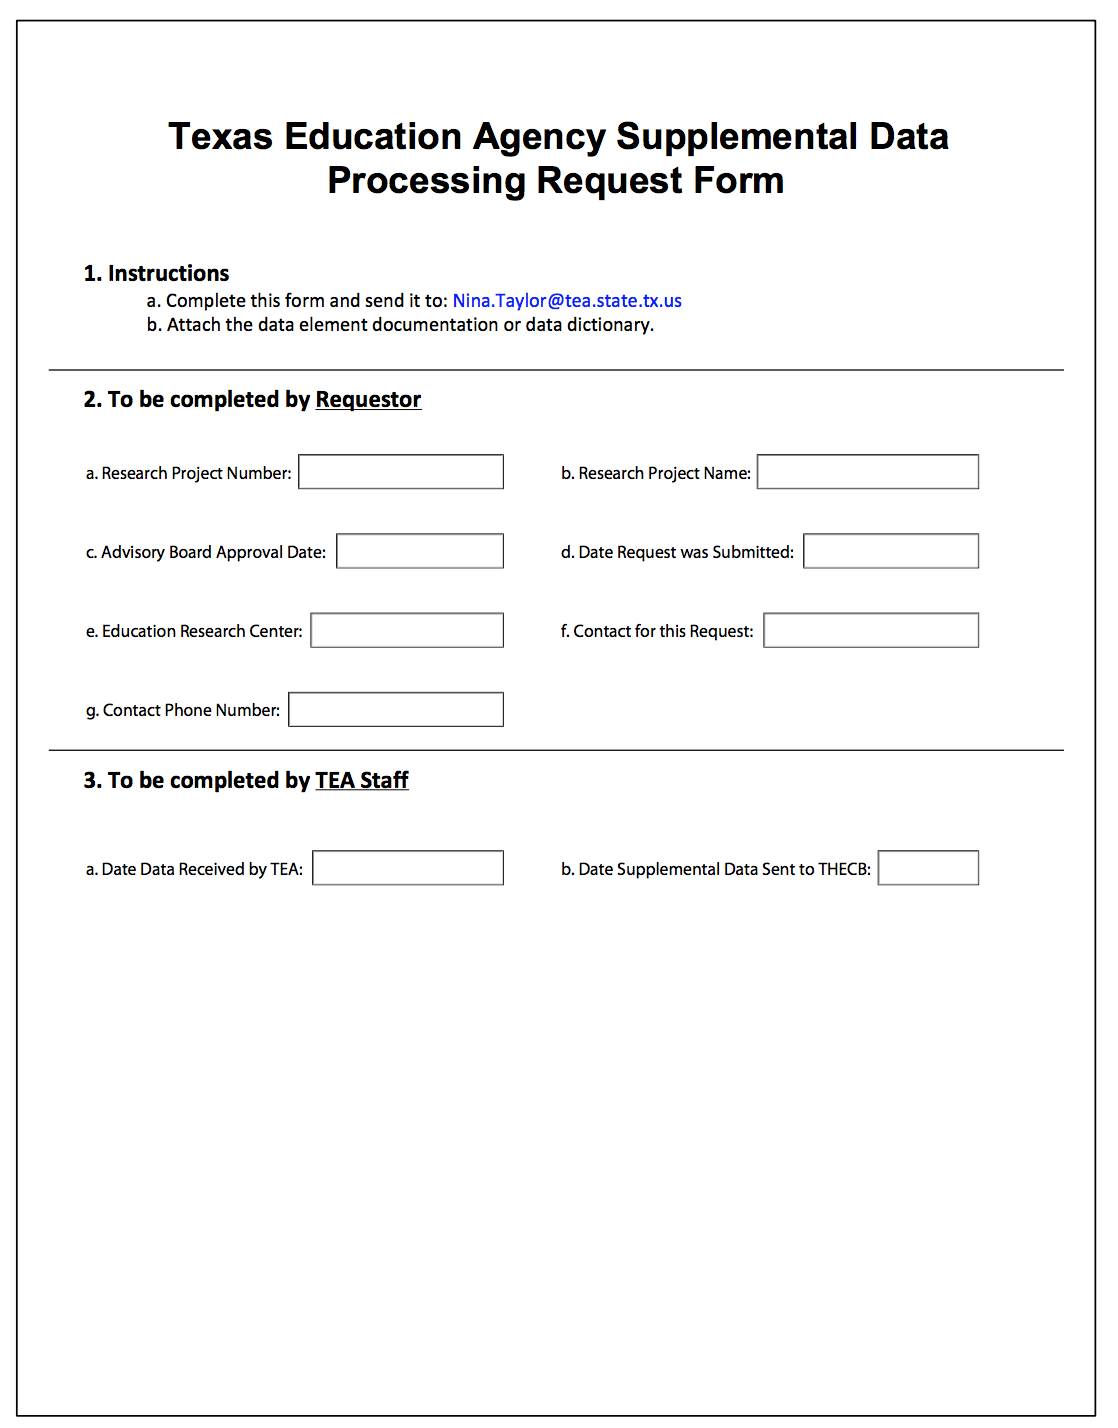 Texas Education Agency Supplemental Data
Processing Request Form
1. Instructions
a. Complete this form and send it to: Nina.Taylor@tea.state.tx.us
b. Attach the data element documentation or data dictionary.
2. To be completed by Requestor
a. Research Project Number:
b. Research Project Name:
c. Advisory Board Approval Date:
d. Date Request was Submitted:
e. Education Research Center:
f. Contact for this Request:
g. Contact Phone Number:
3. To be completed by TEA Staff
a. Date Data Received by TEA:
b. Date Supplemental Data Sent to THECB: